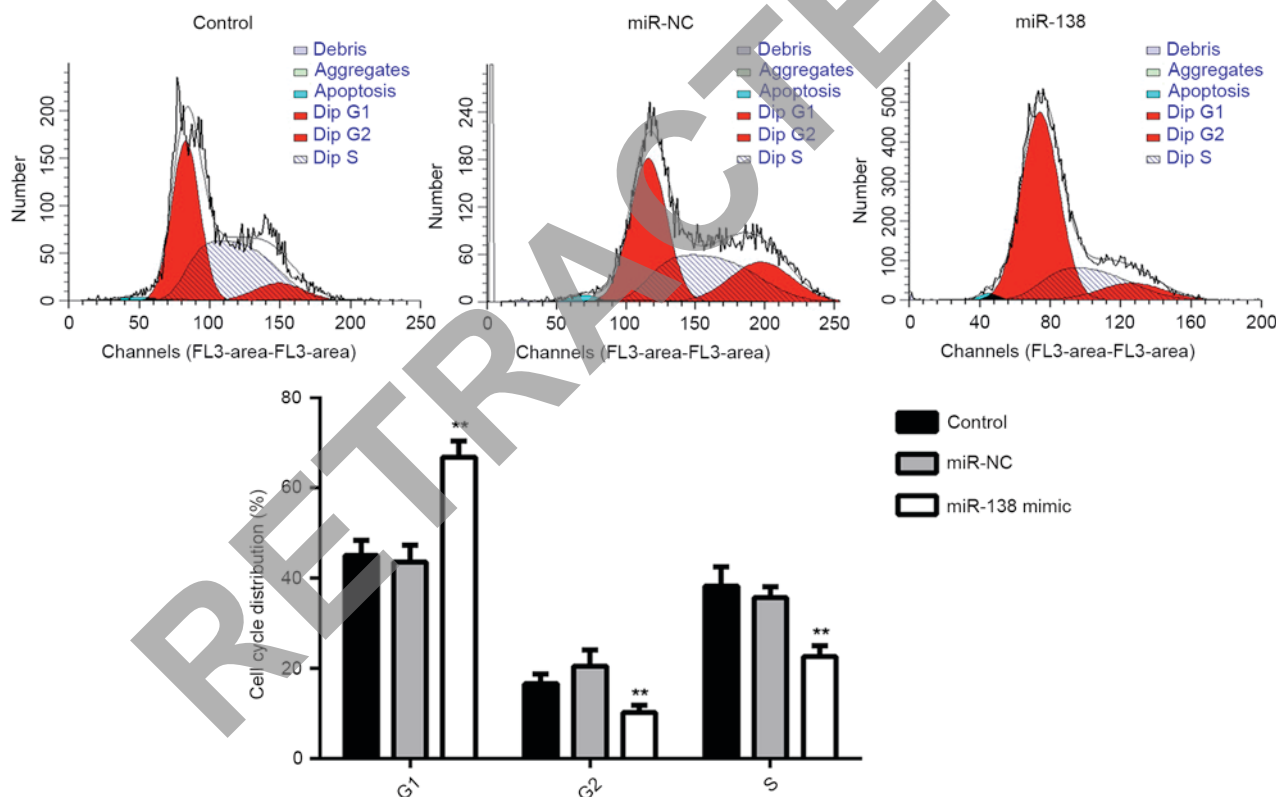 Control
Debris
Aggregates
Apoptosis
Dip G1
Dip G2
Dip S
Number
200
150
100
50
0
0 50 100 150 200 250
Channels (FL3-area-FL3-area)
miR-NC
Debris
Aggregates
Apoptosis
Dip G1
Dip G2
Dip S
Number
240
180
120
60
0
0 50 100 150 200 250
Channels (FL3-area-FL3-area)
miR-138
Debris
Aggregates
Apoptosis
Dip G1
Dip G2
Dip S
Number
500
400
300
200
100
0
0 40 80 120 160 200
Channels (FL3-area-FL3-area)
Cell cycle distribution (%)
80
60
40
20
0
**
**
**
G1 G2 S
Control
miR-NC
miR-138 mimic
RETRACTE